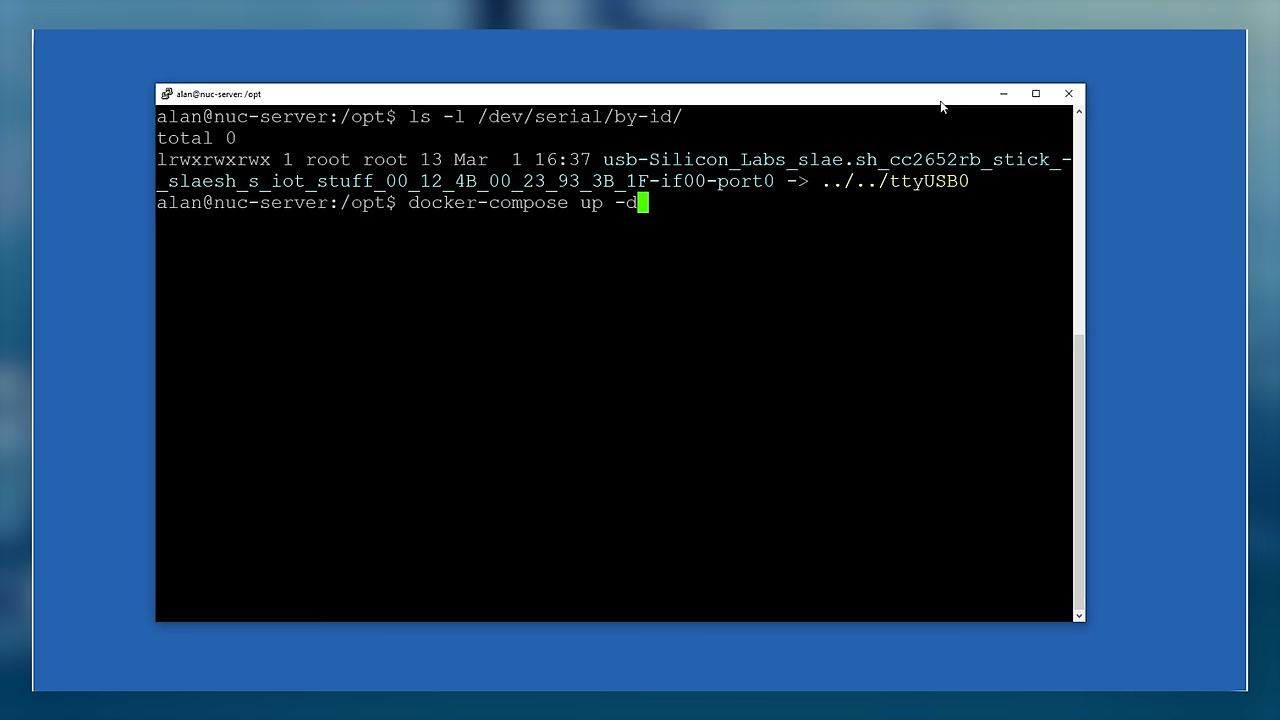 alan@nuc-server: /opt
alan@nuc-server:/opt$ ls -l /dev/serial/by-id/
total 0
lrwxrwxrwx 1 root root 13 Mar  1 16:37 usb-Silicon_Labs_slae.sh_cc2652rb_stick_-
_slaesh_s_iot_stuff_00_12_4B_00_23_93_3B_1F-if00-port0 -> ../../ttyUSB0
alan@nuc-server:/opt$ docker-compose up -d